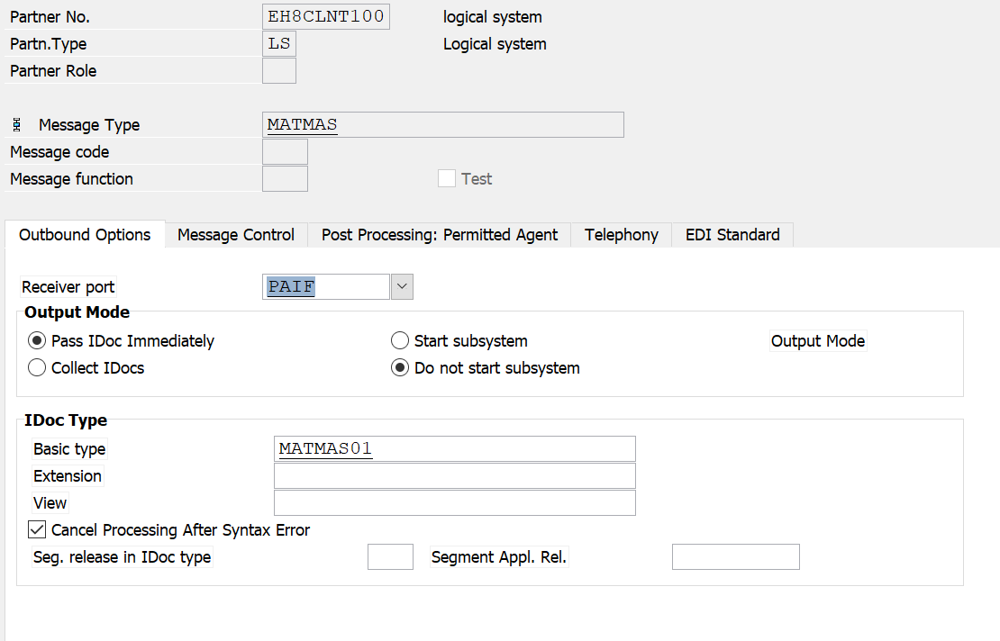 Partner No. EH8CLNT100 logical system
Partn.Type LS Logical system
Partner Role
Message Type MATMAS
Message code
Message function Test
Outbound Options Message Control Post Processing: Permitted Agent Telephony EDI Standard
Receiver port PAIF
Output Mode
Pass IDoc Immediately Start subsystem Output Mode
Collect IDocs Do not start subsystem
IDoc Type
Basic type MATMAS01
Extension
View
Cancel Processing After Syntax Error
Seg. release in IDoc type Segment Appl. Rel.